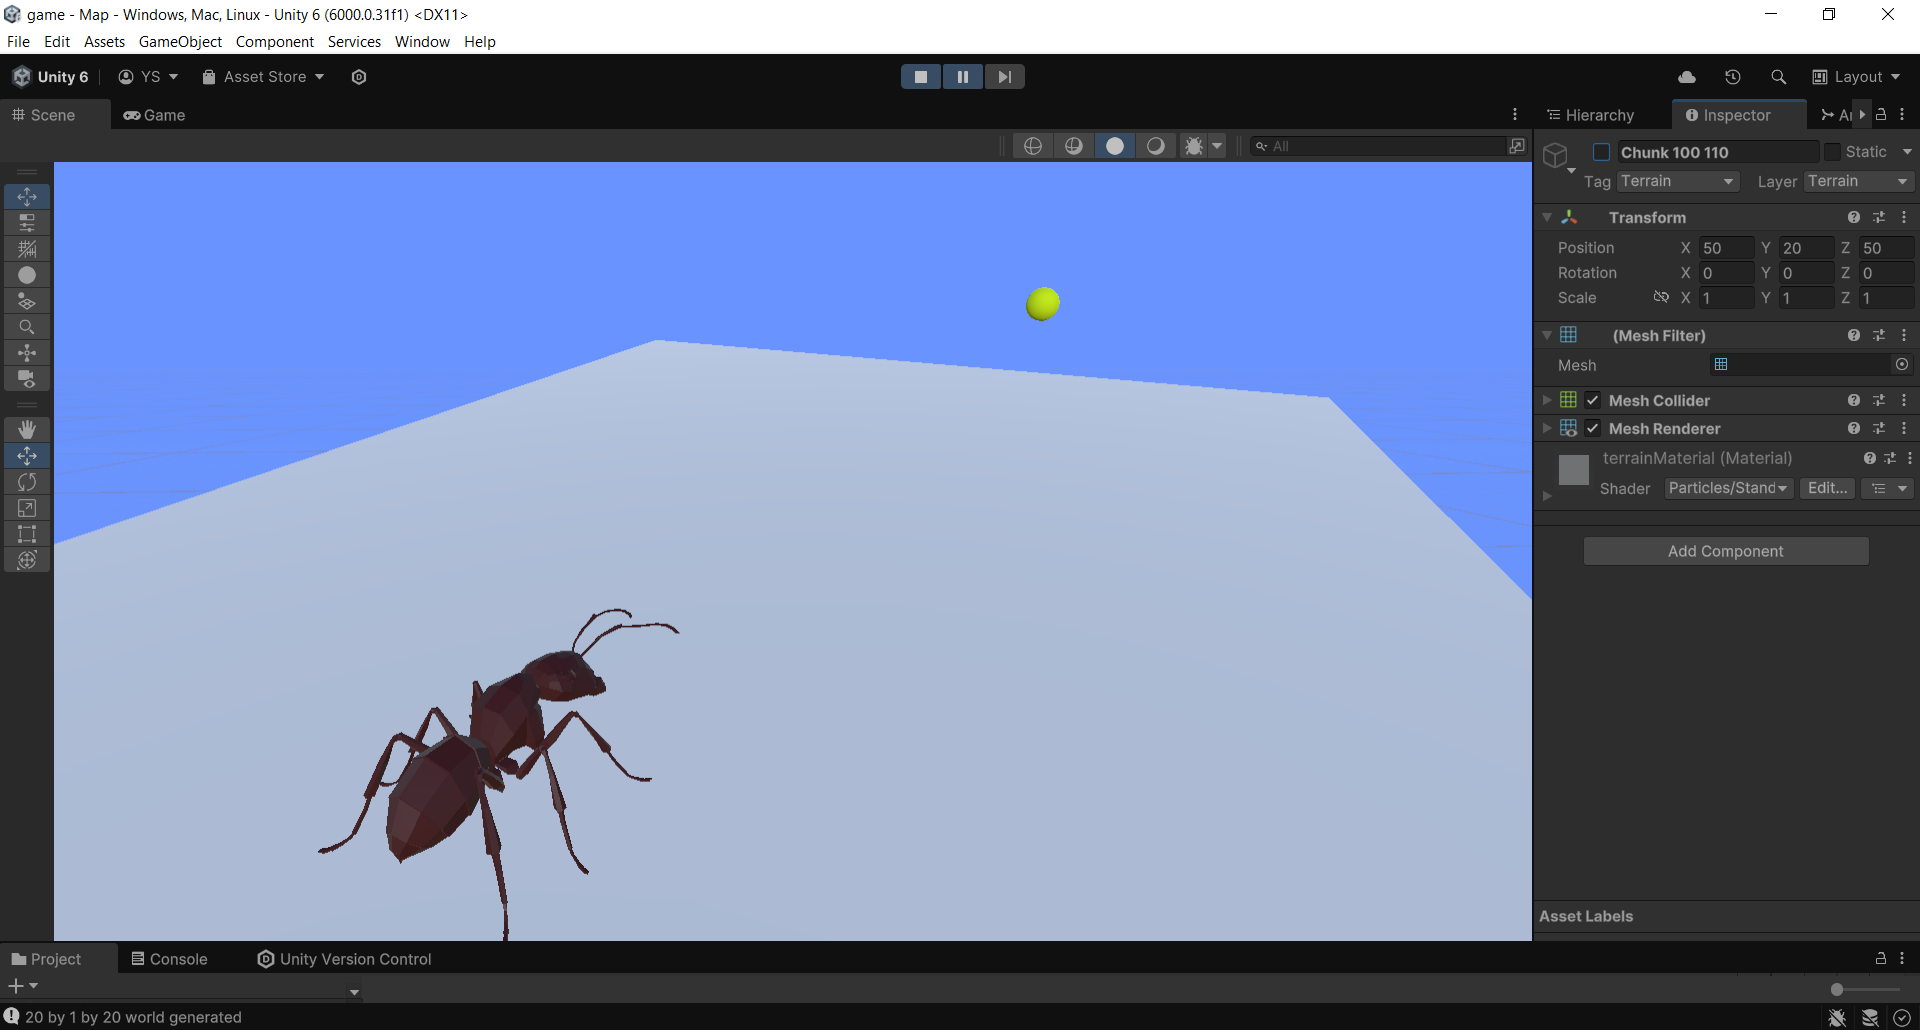 game - Map - Windows, Mac, Linux - Unity 6 (6000.0.31f1) <DX11>
File Edit Assets GameObject Component Services Window Help
Unity 6 YS Asset Store Layout
Scene Game Hierarchy Inspector
All
Chunk 100 110 Static
Tag Terrain Layer Terrain
Transform
Position X 50 Y 20 Z 50
Rotation X 0 Y 0 Z 0
Scale X 1 Y 1 Z 1
(Mesh Filter)
Mesh
Mesh Collider
Mesh Renderer
terrainMaterial (Material)
Shader Particles/Stand Edit...
Add Component
Asset Labels
Project Console Unity Version Control
20 by 1 by 20 world generated